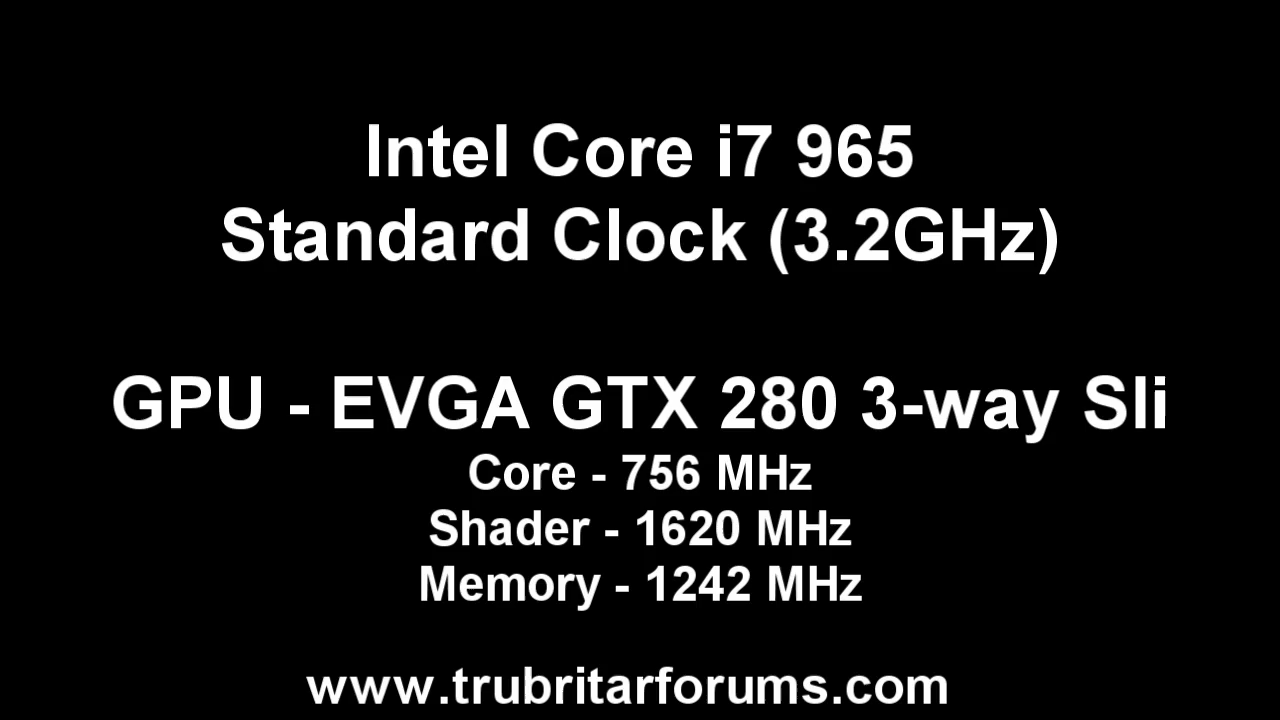 Intel Core i7 965
Standard Clock (3.2GHz)
GPU - EVGA GTX 280 3-way Sli
Core - 756 MHz
Shader - 1620 MHz
Memory - 1242 MHz
www.trubritarforums.com